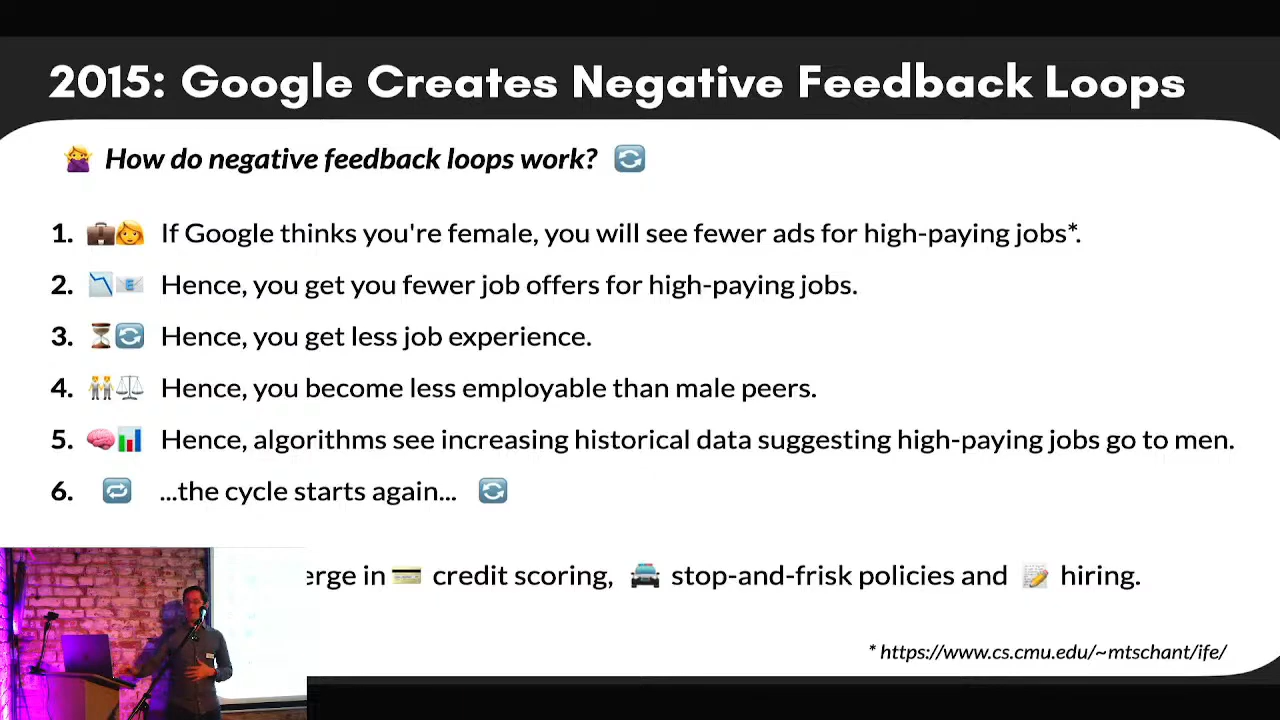 2015: Google Creates Negative Feedback Loops
How do negative feedback loops work?
1. If Google thinks you're female, you will see fewer ads for high-paying jobs*.
2. Hence, you get you fewer job offers for high-paying jobs.
3. Hence, you get less job experience.
4. Hence, you become less employable than male peers.
5. Hence, algorithms see increasing historical data suggesting high-paying jobs go to men.
6. ...the cycle starts again...
in credit scoring, stop-and-frisk policies and hiring.
* https://www.cs.cmu.edu/~mtschant/ife/